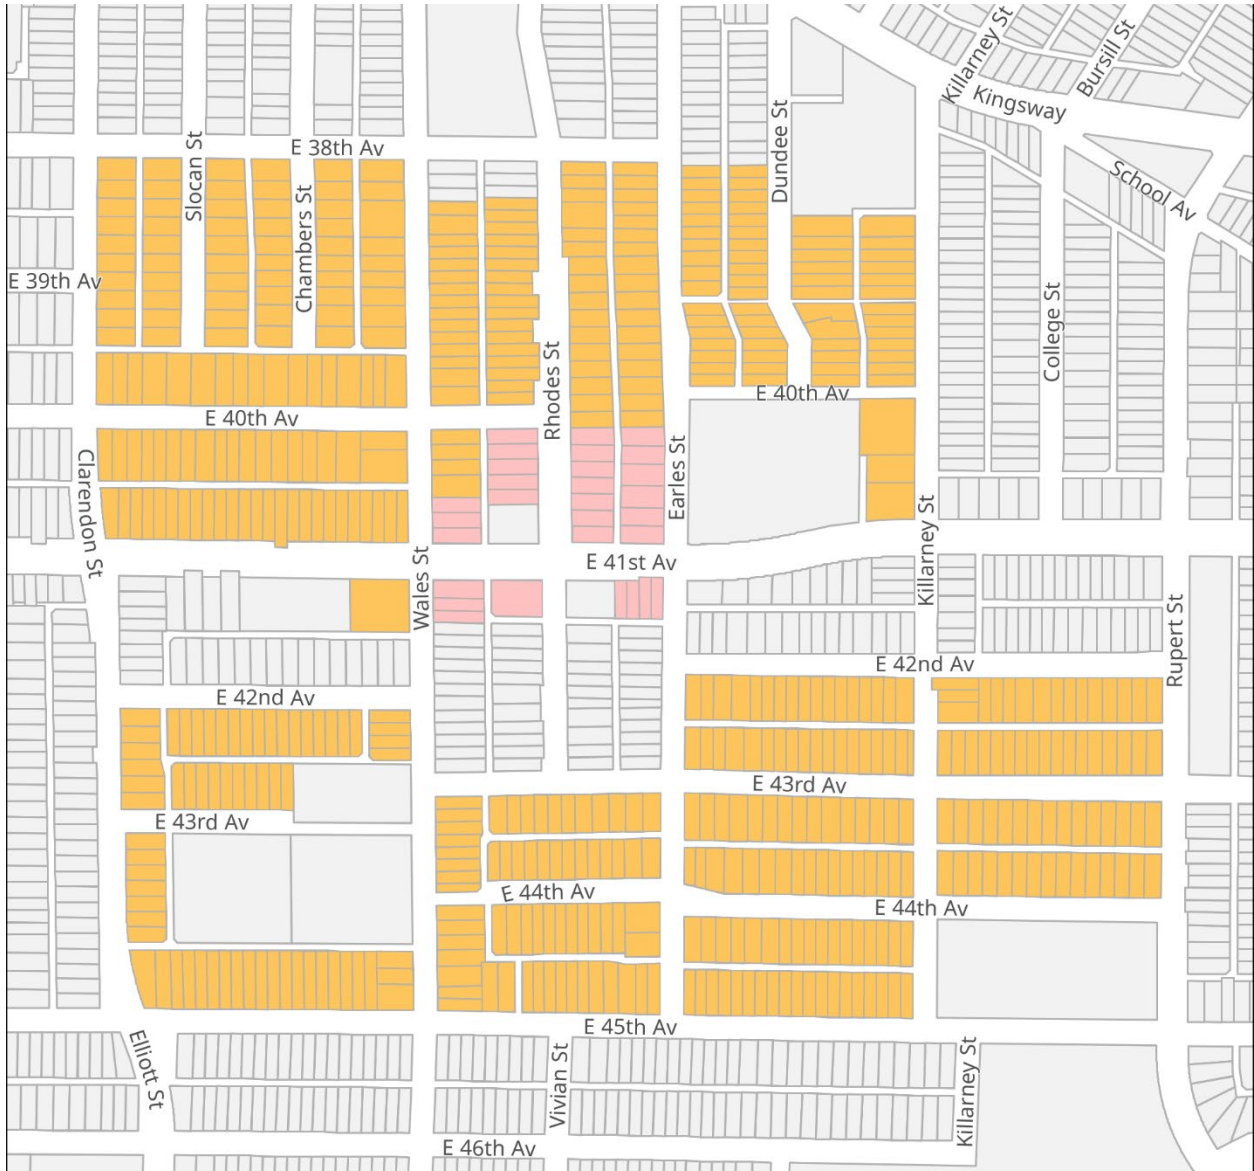 Killarney St
Bursill St
Kingsway
Dundee St
E 38th Av
Slocan St
School Av
Chambers St
E 39th Av
College St
Rhodes St
E 40th Av
E 40th Av
Clarendon St
Earles St
Killarney St
E 41st Av
Wales St
Rupert St
E 42nd Av
E 42nd Av
E 43rd Av
E 43rd Av
E 44th Av
E 44th Av
E 45th Av
Elliott St
Vivian St
Killarney St
E 46th Av